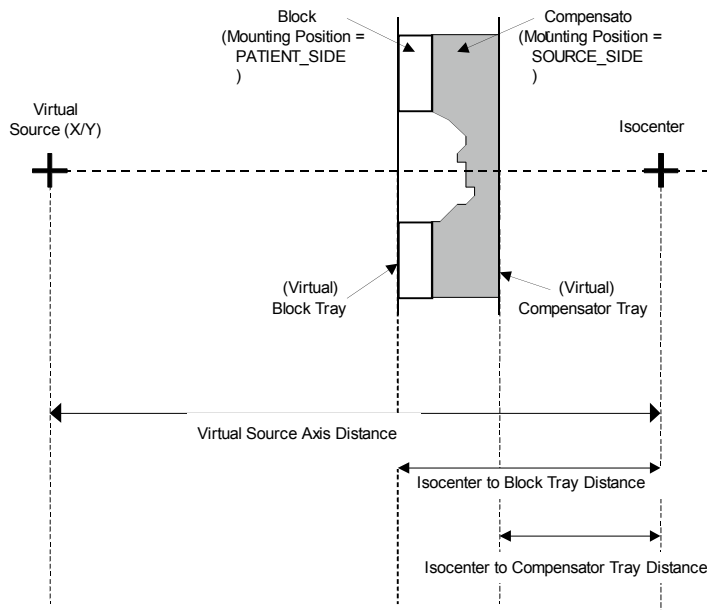 Block
(Mounting Position =
PATIENT_SIDE
)
Compensato
r
(Mounting Position =
SOURCE_SIDE
)
Virtual
Source (X/Y)
Isocenter
(Virtual)
Block Tray
(Virtual)
Compensator Tray
Virtual Source Axis Distance
Isocenter to Block Tray Distance
Isocenter to Compensator Tray Distance